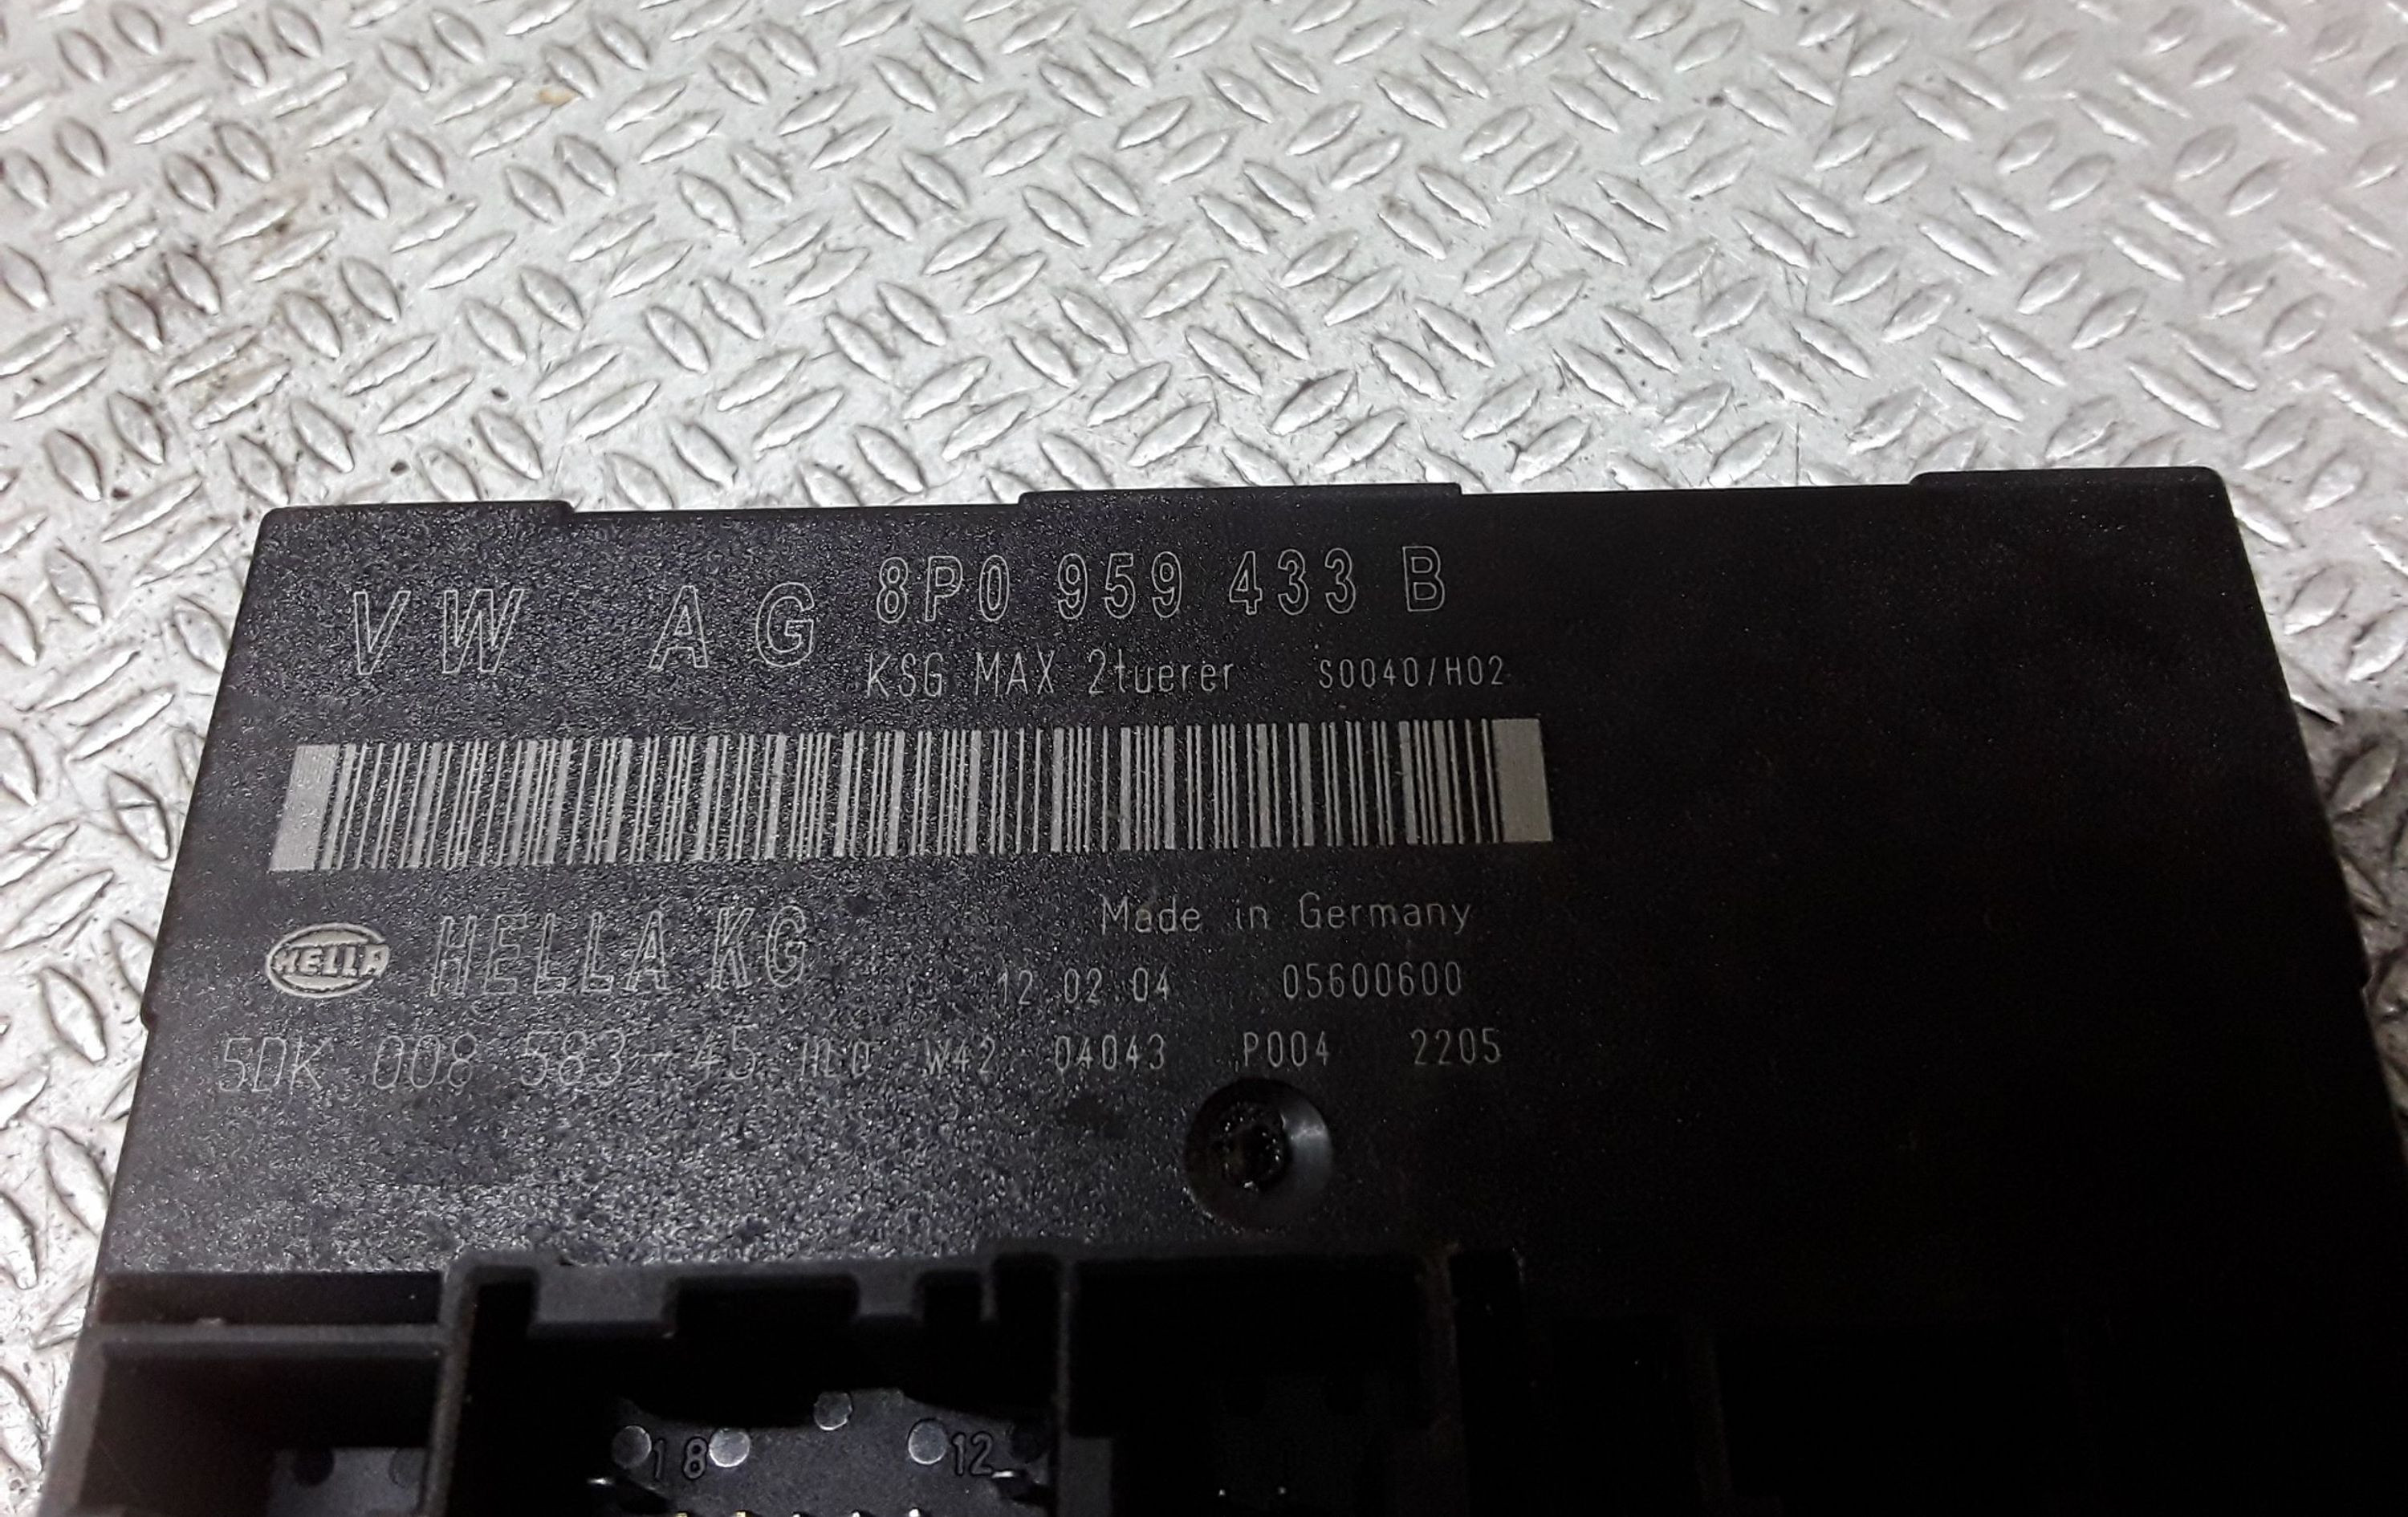 VW AG 8P0 959 433 B
KSG MAX 2tuerer S0040/H02
HELLA HELLA KG Made in Germany
12.02.04 05600600
5DK 008 583-45 W42 04043 P004 2205
18 12